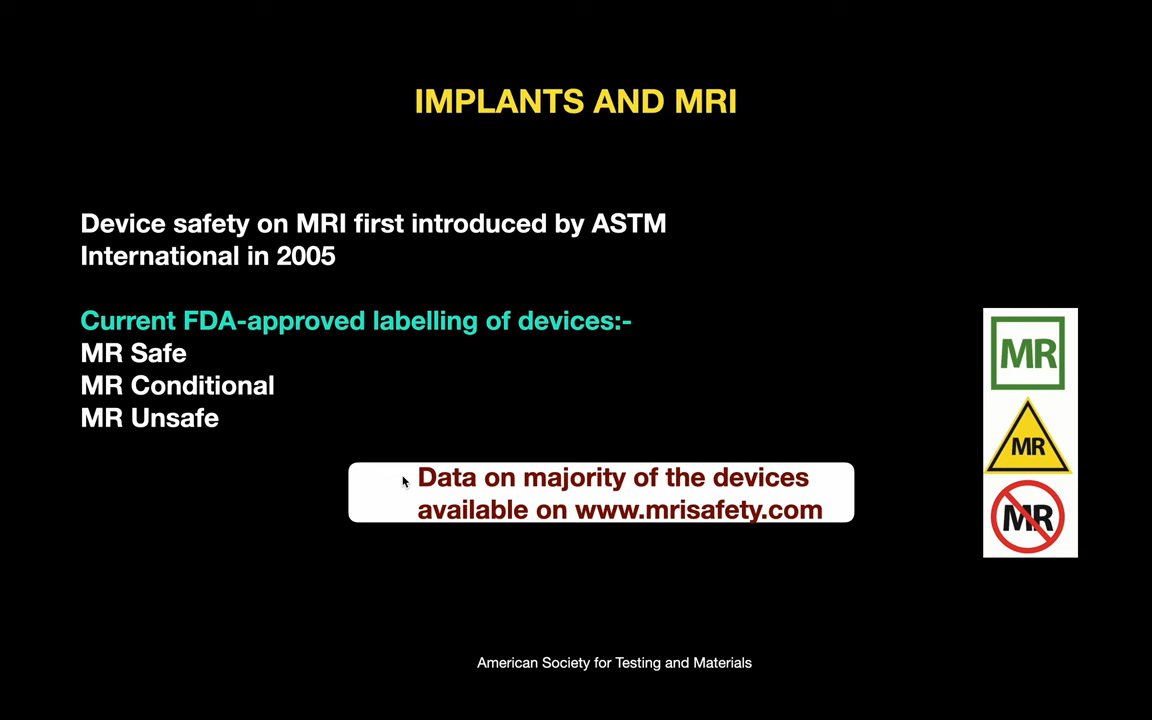 IMPLANTS AND MRI
Device safety on MRI first introduced by ASTM
International in 2005
Current FDA-approved labelling of devices:-
MR Safe
MR Conditional
MR Unsafe
MR
MR
MR
Data on majority of the devices
available on www.mrisafety.com
American Society for Testing and Materials